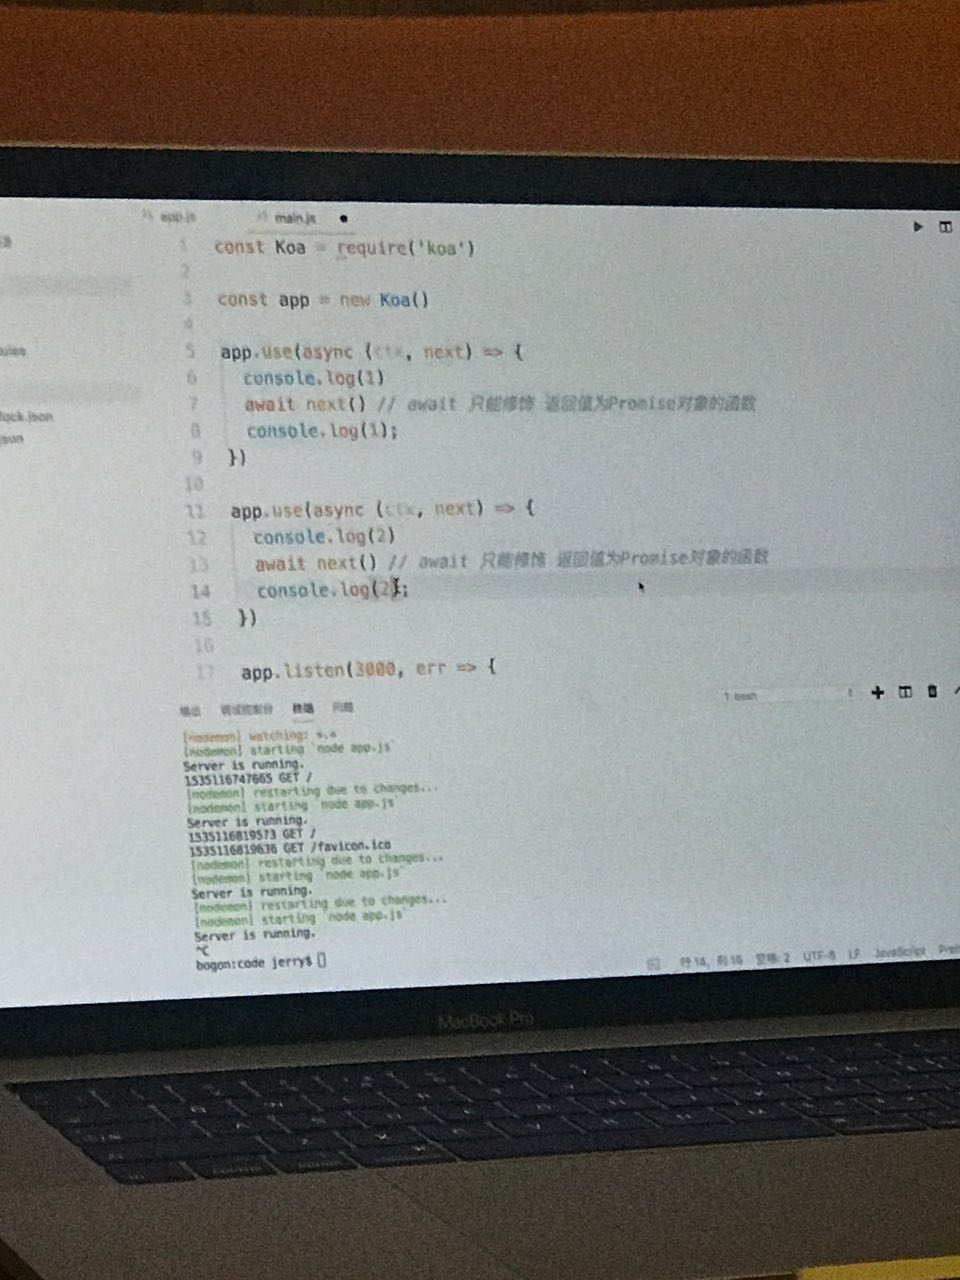 app.js main.js
1 const Koa = require('koa')
2
3 const app = new Koa()
4
5 app.use(async (ctx, next) => {
6 console.log(1)
7 await next() // await 只能修饰 返回值为Promise对象的函数
8 console.log(1);
9 })
10
11 app.use(async (ctx, next) => {
12 console.log(2)
13 await next() // await 只能修饰 返回值为Promise对象的函数
14 console.log(2);
15 })
16
17 app.listen(3000, err => {
lock.json
输出 调试控制台 终端 问题
1: bash
[nodemon] watching: *.*
[nodemon] starting `node app.js`
Server is running.
1535116747665 GET /
[nodemon] restarting due to changes...
[nodemon] starting `node app.js`
Server is running.
1535116819573 GET /
1535116819636 GET /favicon.ico
[nodemon] restarting due to changes...
[nodemon] starting `node app.js`
Server is running.
[nodemon] restarting due to changes...
[nodemon] starting `node app.js`
Server is running.
^C
bogon:code jerry$
行 14, 列 16 空格: 2 UTF-8 LF JavaScript
MacBook Pro